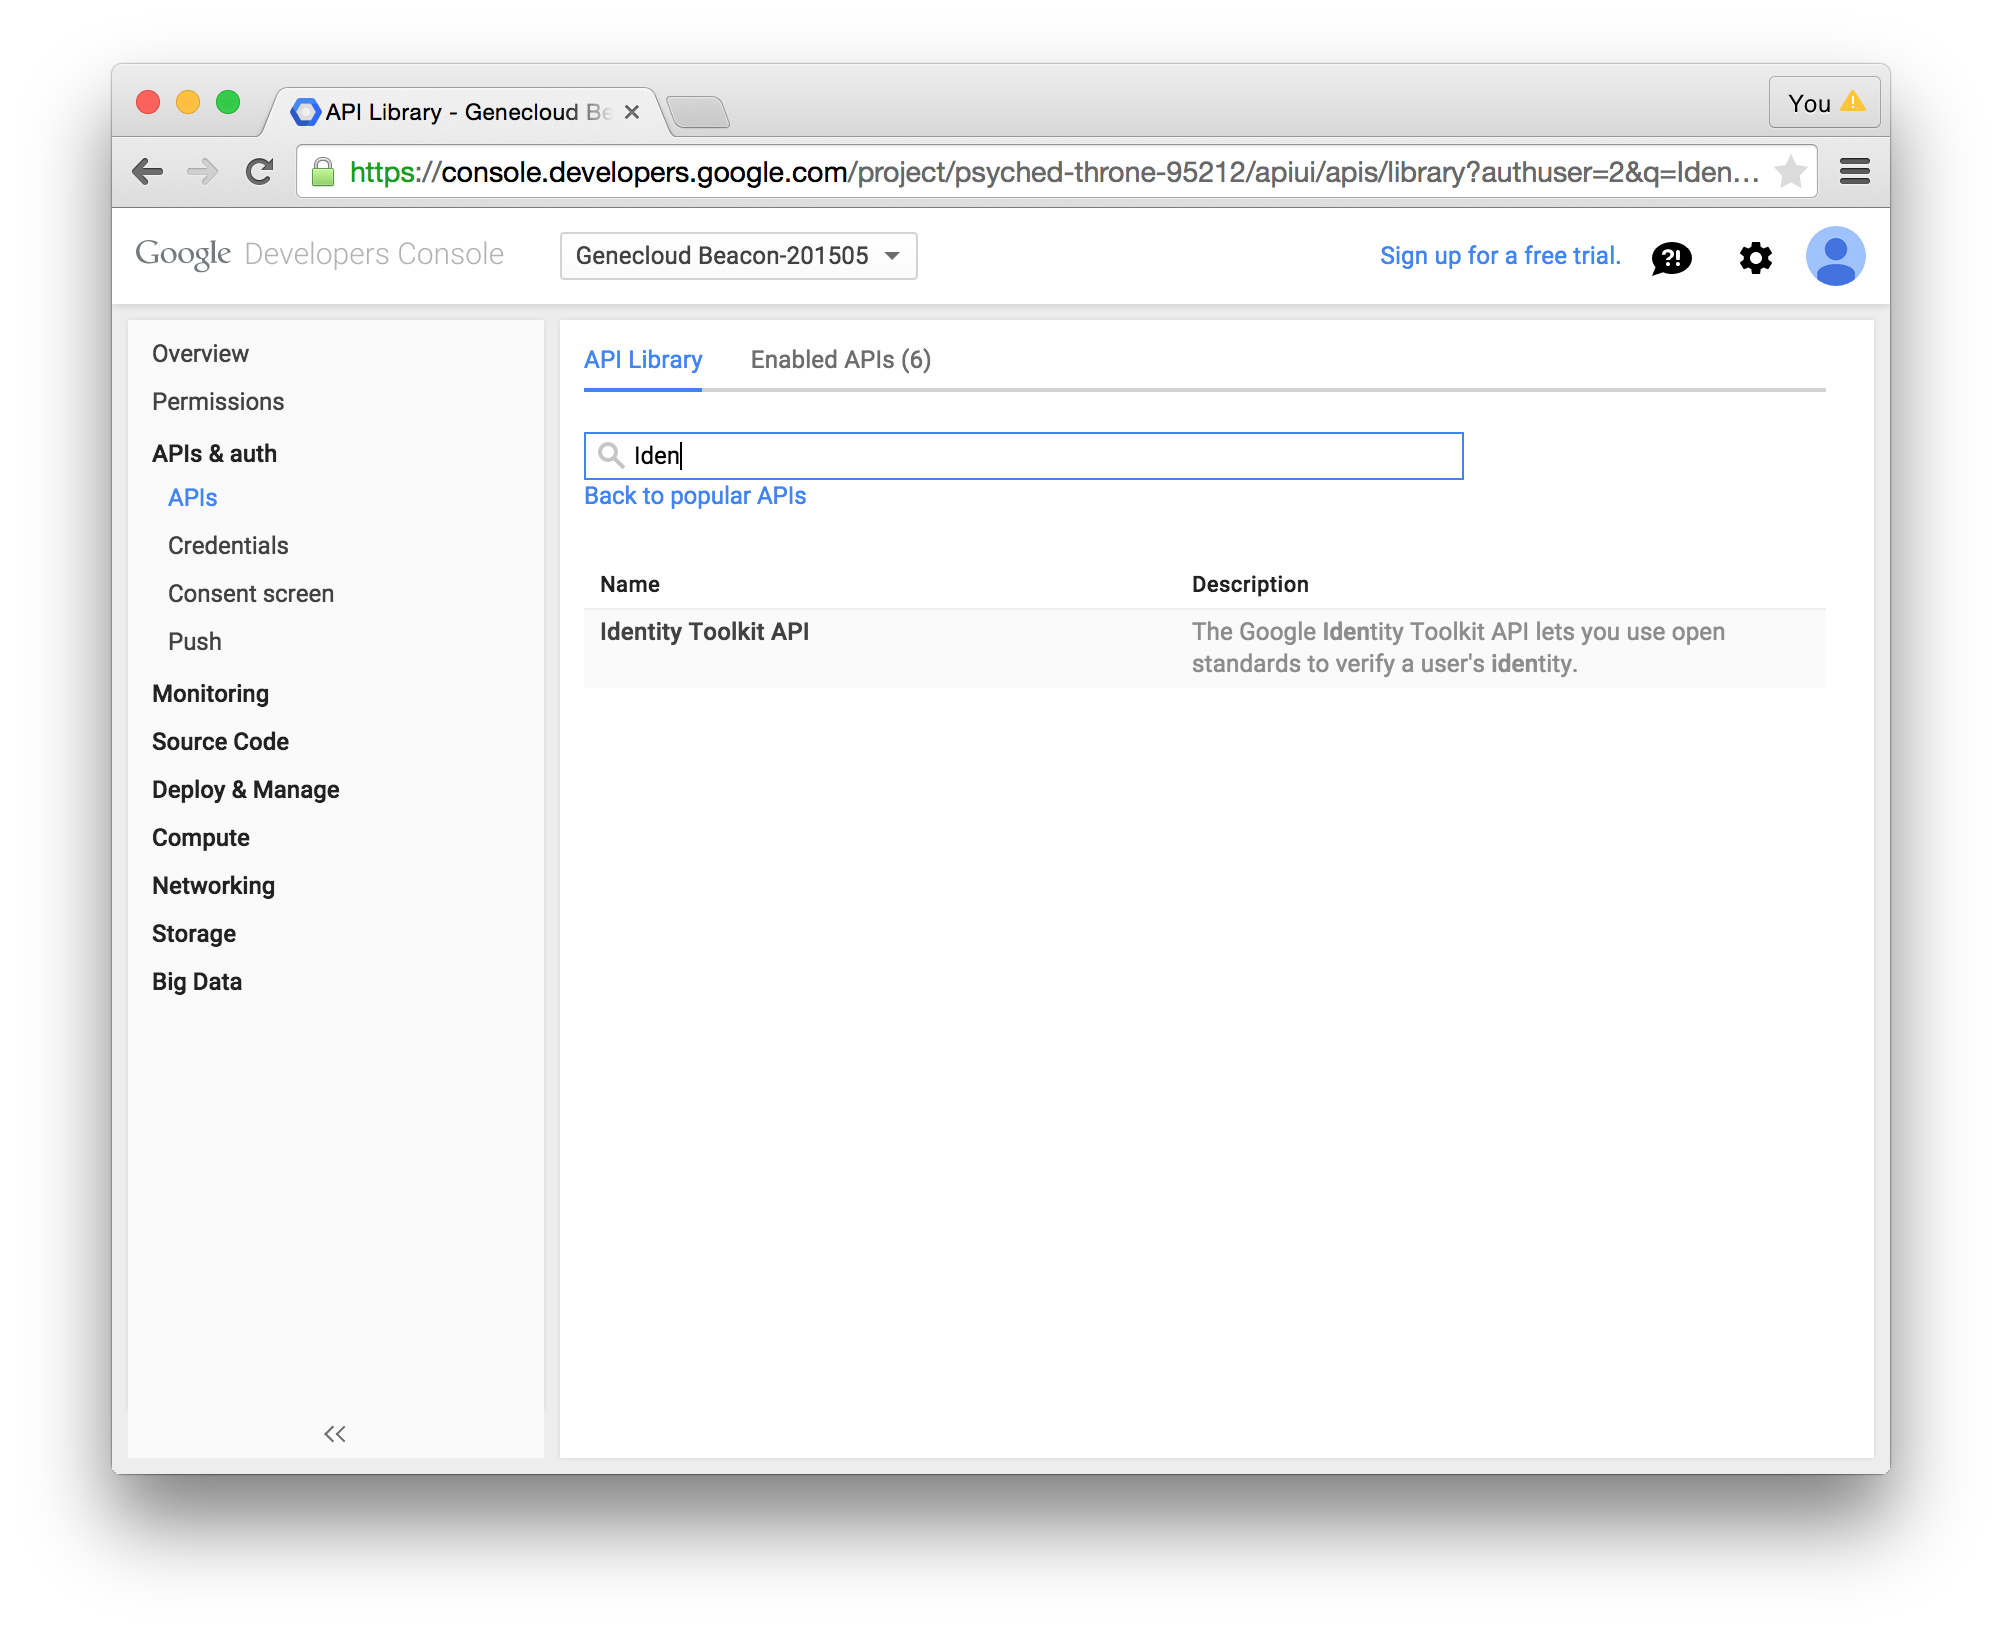 API Library - Genecloud Be
You
https://console.developers.google.com/project/psyched-throne-95212/apiui/apis/library?authuser=2&q=Iden...
Google Developers Console
Genecloud Beacon-201505
Sign up for a free trial.
?!
Overview
Permissions
APIs & auth
APIs
Credentials
Consent screen
Push
Monitoring
Source Code
Deploy & Manage
Compute
Networking
Storage
Big Data
API Library
Enabled APIs (6)
Iden
Back to popular APIs
Name
Description
Identity Toolkit API
The Google Identity Toolkit API lets you use open
standards to verify a user's identity.